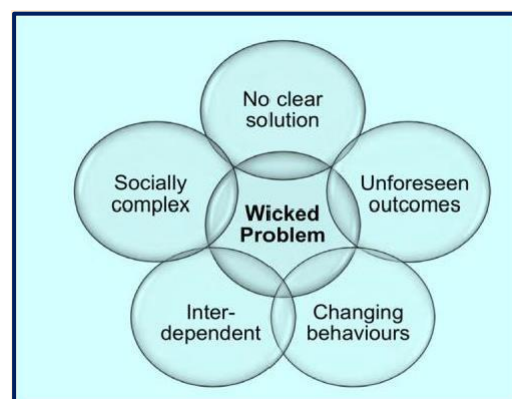 No clear
solution
Socially
complex
Unforeseen
outcomes
Wicked
Problem
Inter-
dependent
Changing
behaviours